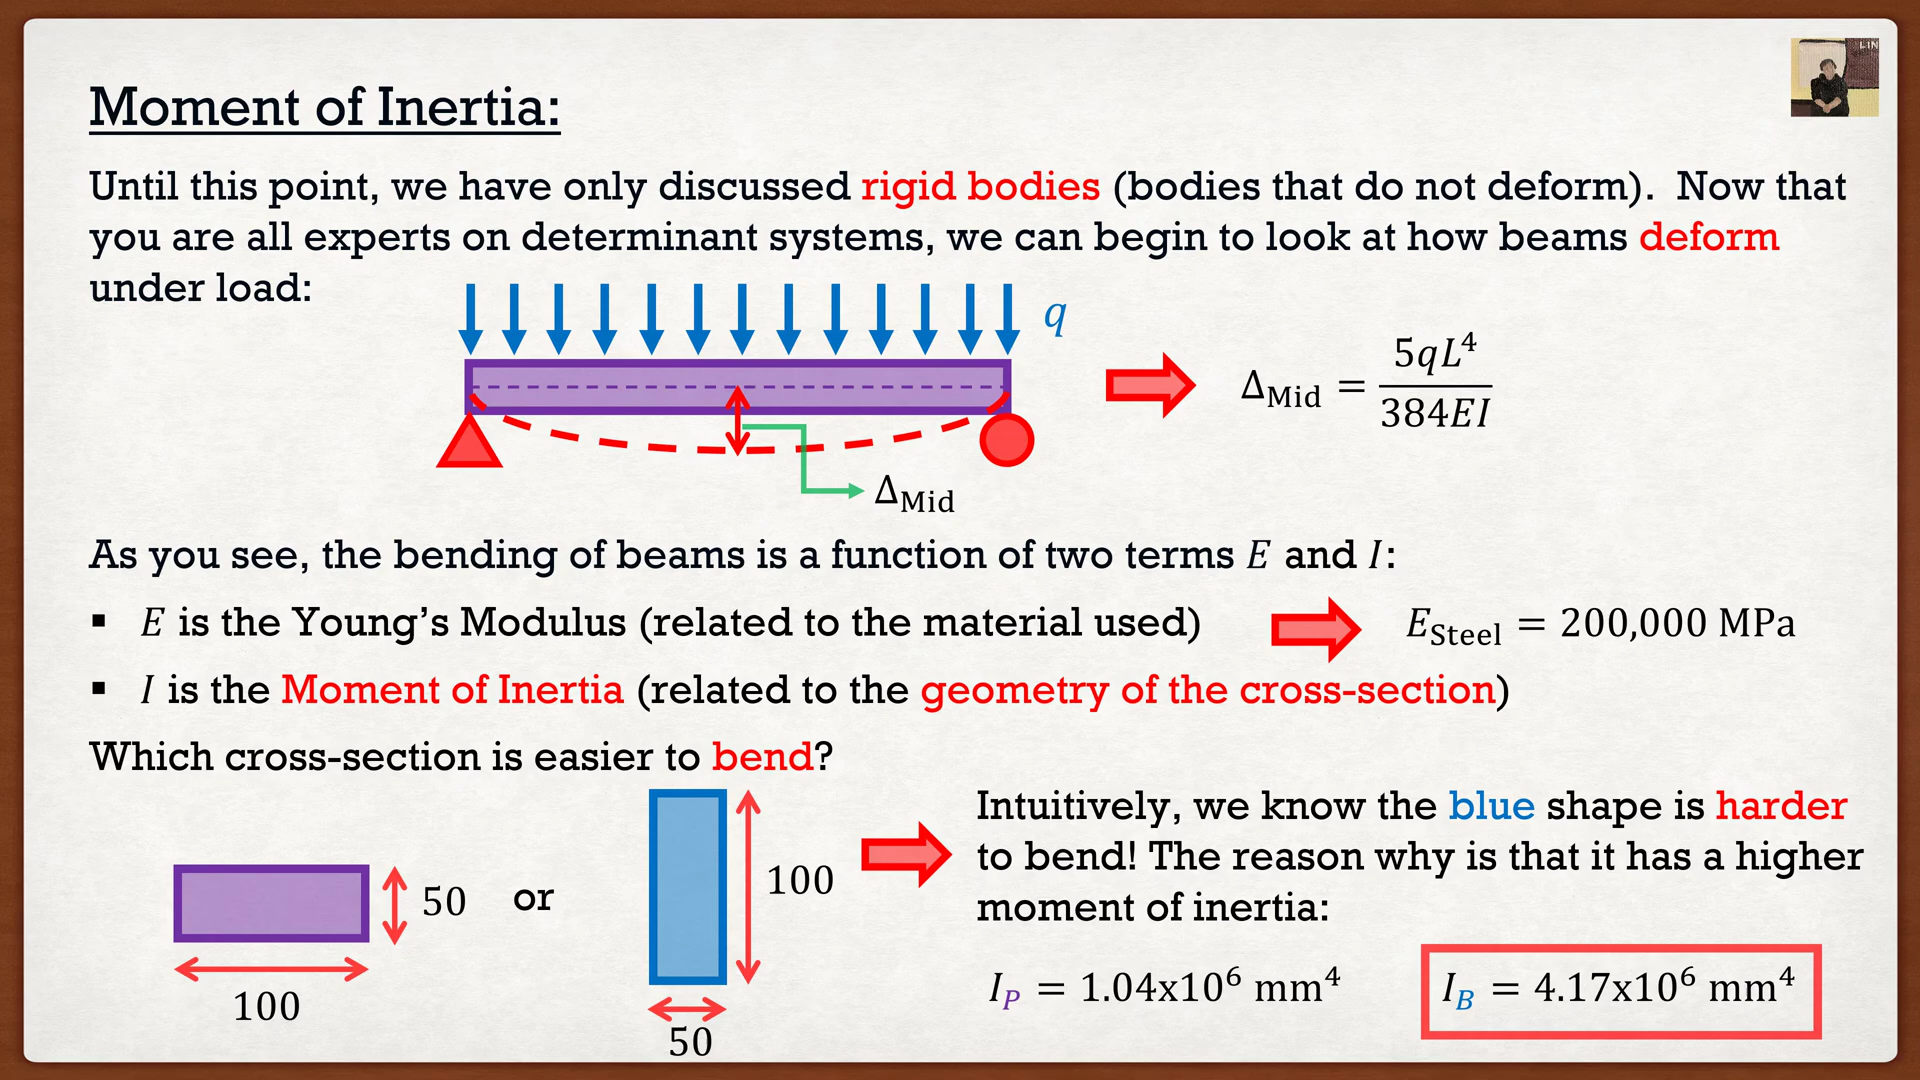 LIN
Moment of Inertia:
Until this point, we have only discussed rigid bodies (bodies that do not deform). Now that
you are all experts on determinant systems, we can begin to look at how beams deform
under load:
q
Δ_Mid = 5qL⁴ / 384EI
Δ_Mid
As you see, the bending of beams is a function of two terms E and I:
▪ E is the Young's Modulus (related to the material used)
E_Steel = 200,000 MPa
▪ I is the Moment of Inertia (related to the geometry of the cross-section)
Which cross-section is easier to bend?
50
100
or
100
50
Intuitively, we know the blue shape is harder
to bend! The reason why is that it has a higher
moment of inertia:
I_P = 1.04x10⁶ mm⁴
I_B = 4.17x10⁶ mm⁴